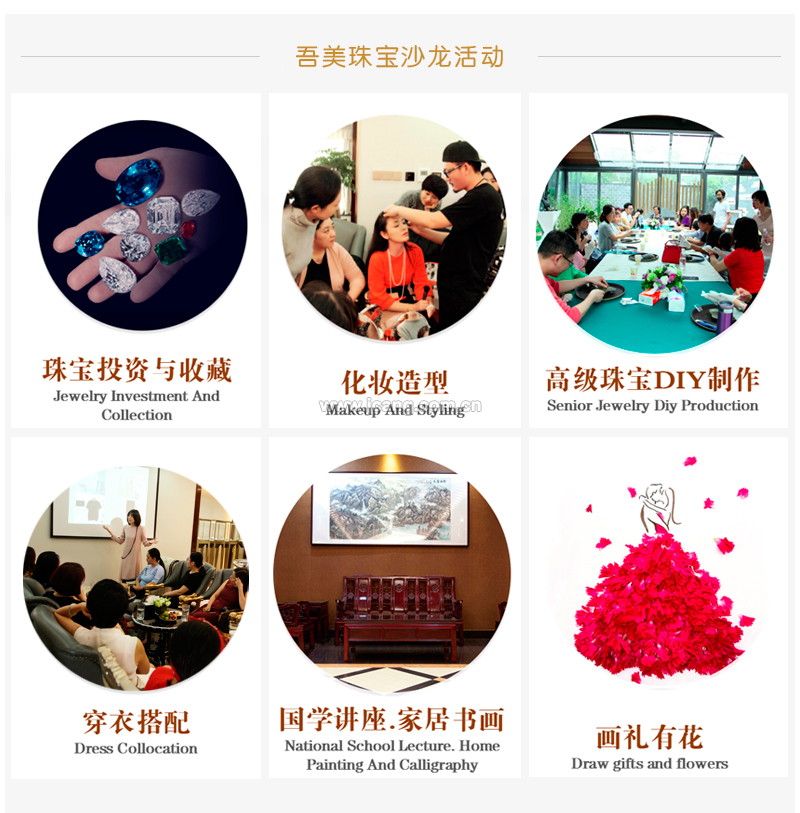 吾美珠宝沙龙活动
珠宝投资与收藏
Jewelry Investment And
Collection
化妆造型
Makeup And Styling
www.icang.com.cn
高级珠宝DIY制作
Senior Jewelry Diy Production
穿衣搭配
Dress Collocation
国学讲座.家居书画
National School Lecture. Home
Painting And Calligraphy
画礼有花
Draw gifts and flowers